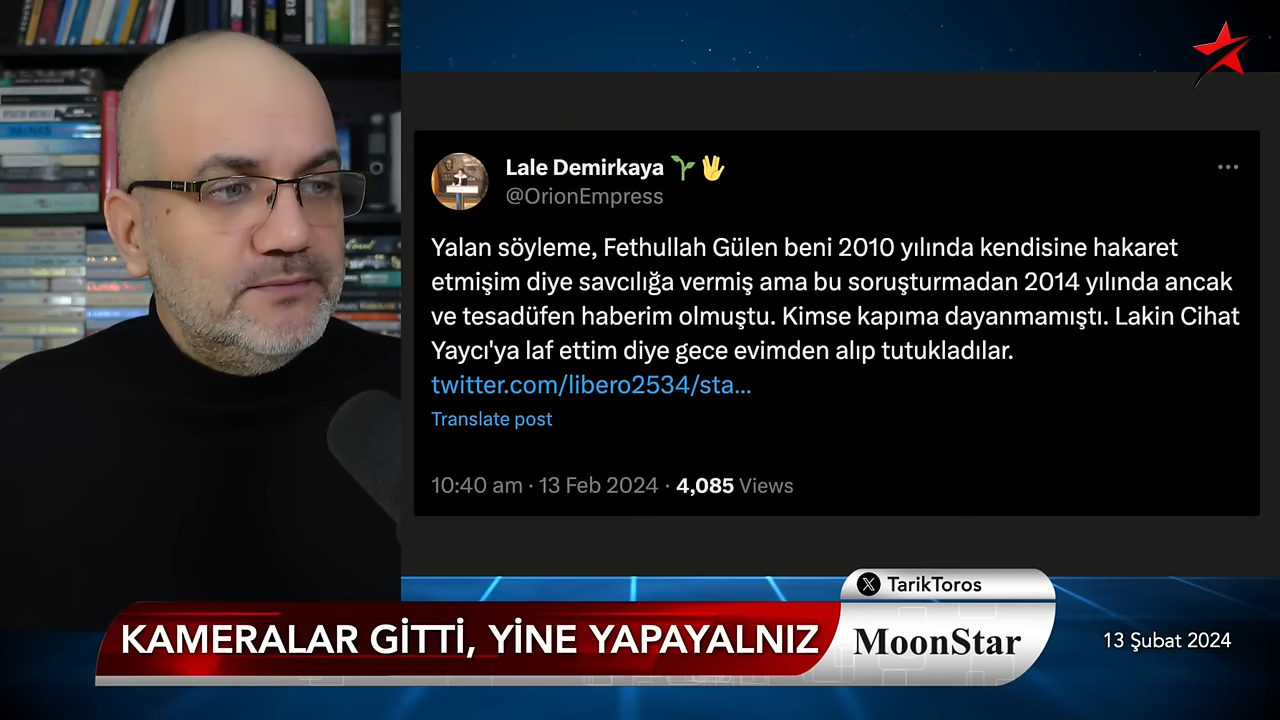 Lale Demirkaya 🌱🖖
@OrionEmpress
Yalan söyleme, Fethullah Gülen beni 2010 yılında kendisine hakaret
etmişim diye savcılığa vermiş ama bu soruşturmadan 2014 yılında ancak
ve tesadüfen haberim olmuştu. Kimse kapıma dayanmamıştı. Lakin Cihat
Yaycı'ya laf ettim diye gece evimden alıp tutukladılar.
twitter.com/libero2534/sta...
Translate post
10:40 am · 13 Feb 2024 · 4,085 Views
TarikToros
KAMERALAR GİTTİ, YİNE YAPAYALNIZ
MoonStar
13 Şubat 2024